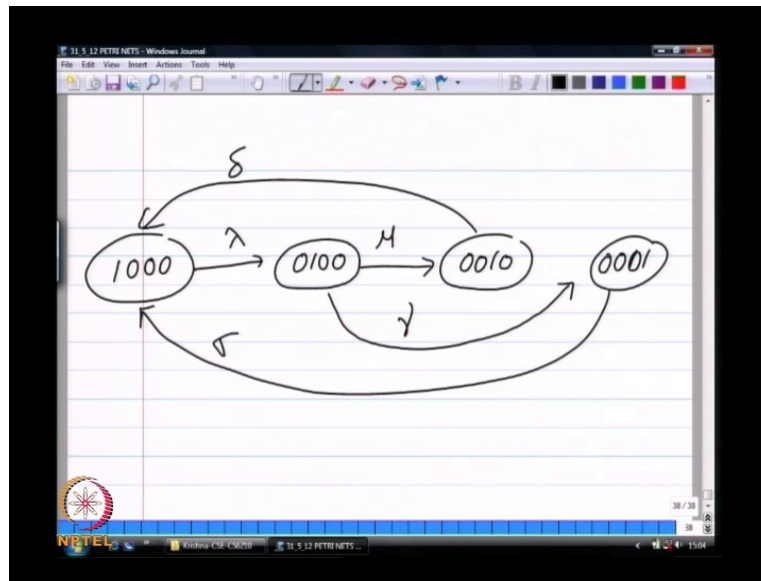 31_5_12 PETRI NETS - Windows Journal
File Edit View Insert Actions Tools Help
B I
δ
λ μ
1000 0100 0010 0001
γ
σ
38 / 38
38
NPTEL
Krishna-CSE-CS6210 31_5_12 PETRI NETS ... 15:04